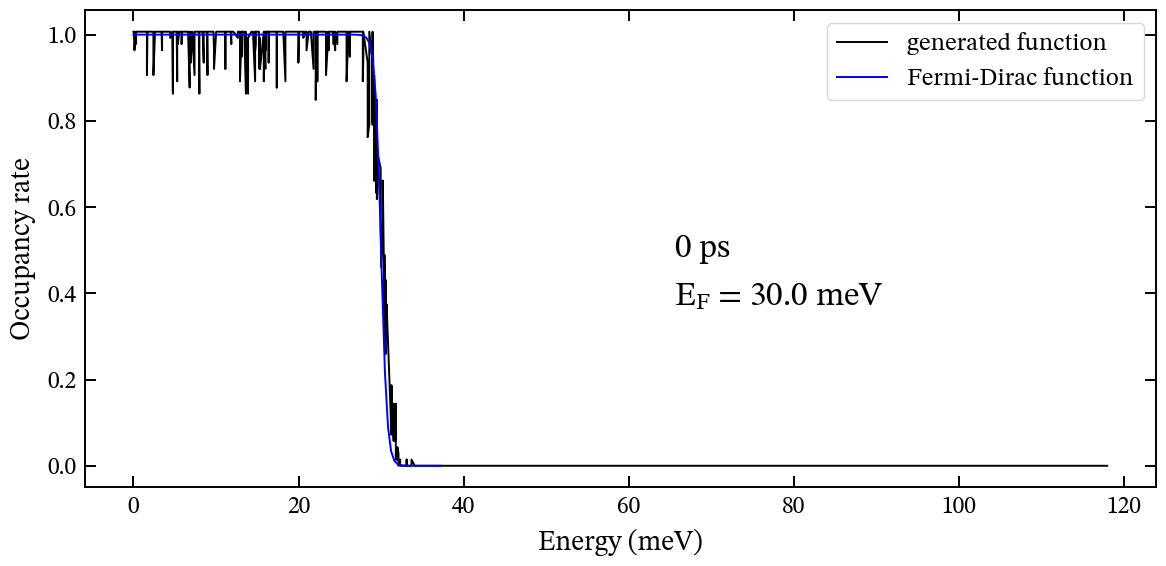 generated function
Fermi-Dirac function
1.0
0.8
0.6
0.4
0.2
0.0
Occupancy rate
0 ps
E_F = 30.0 meV
0 20 40 60 80 100 120
Energy (meV)